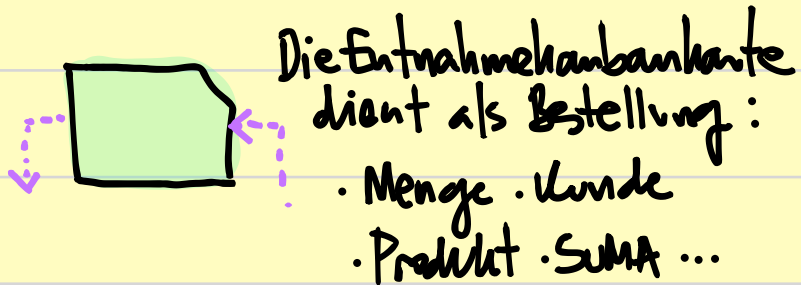 Die Entnahmekanbankarte
dient als Bestellung:
· Menge · Kunde
· Produkt · SuMA ...